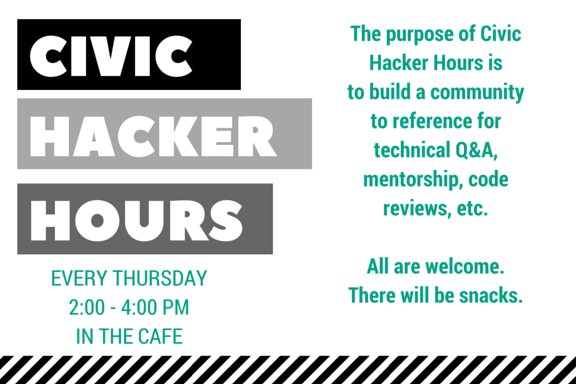 CIVIC
HACKER
HOURS
EVERY THURSDAY
2:00 - 4:00 PM
IN THE CAFE
The purpose of Civic
Hacker Hours is
to build a community
to reference for
technical Q&A,
mentorship, code
reviews, etc.
All are welcome.
There will be snacks.